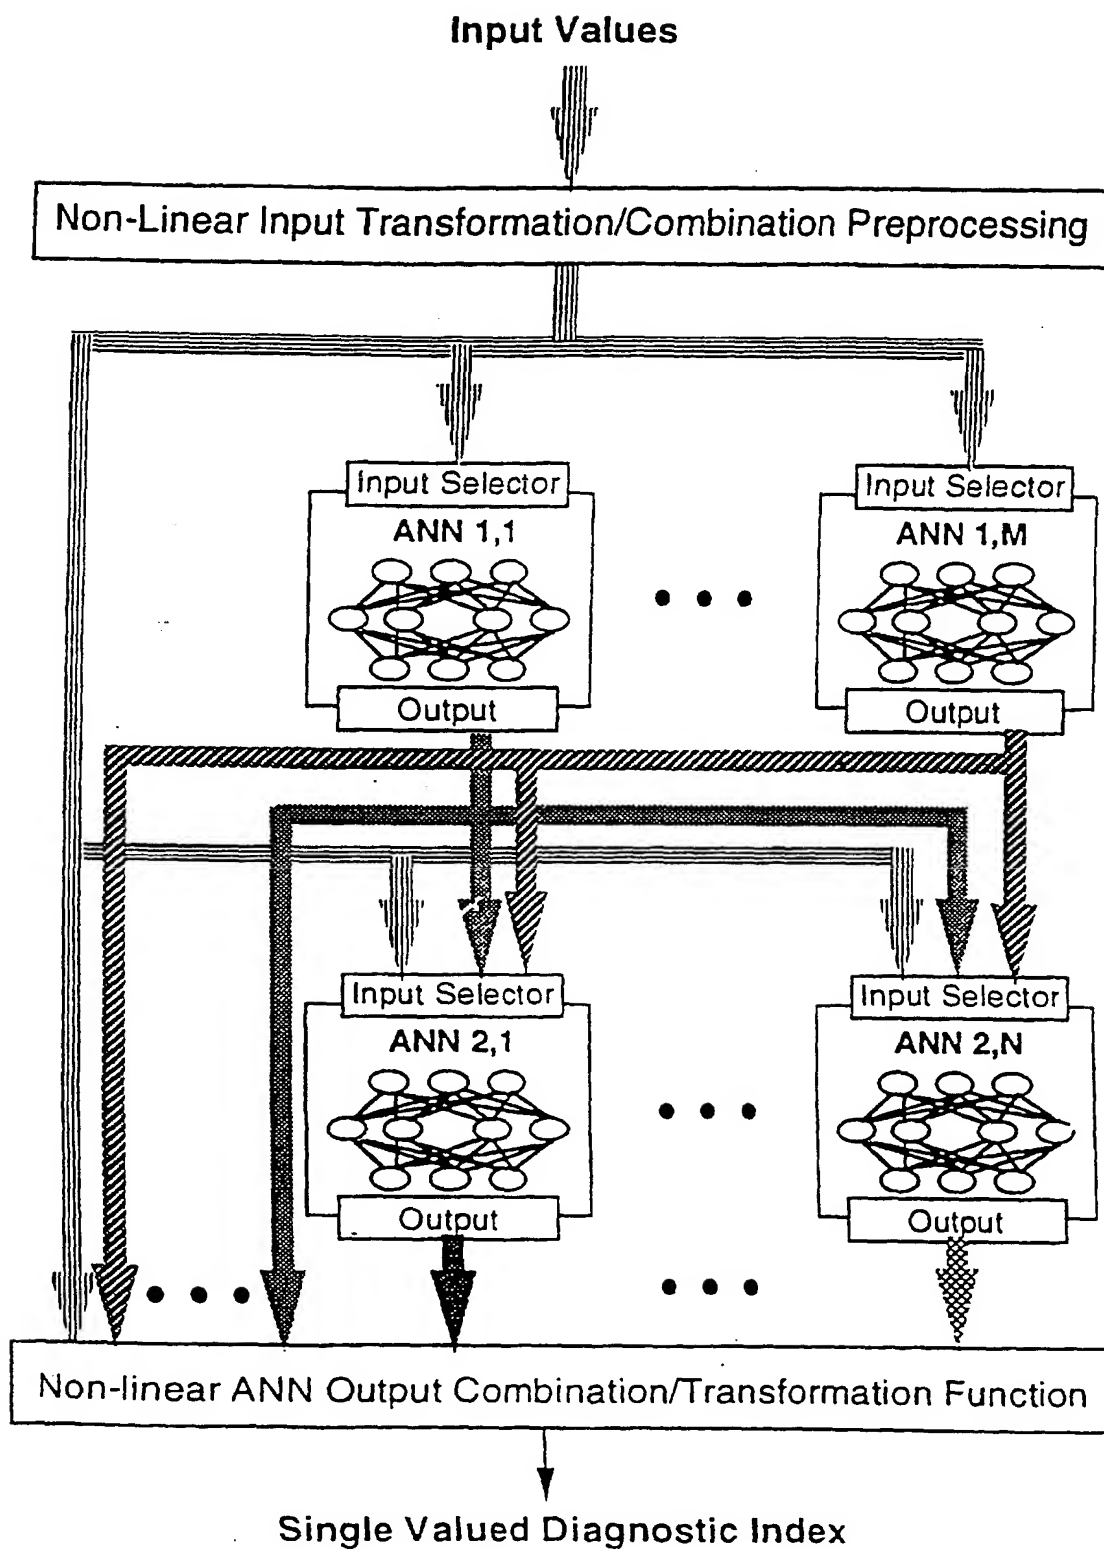 Input Values
Non-Linear Input Transformation/Combination Preprocessing
Input Selector
ANN 1,1
Output
Input Selector
ANN 1,M
Output
Input Selector
ANN 2,1
Output
Input Selector
ANN 2,N
Output
Non-linear ANN Output Combination/Transformation Function
Single Valued Diagnostic Index